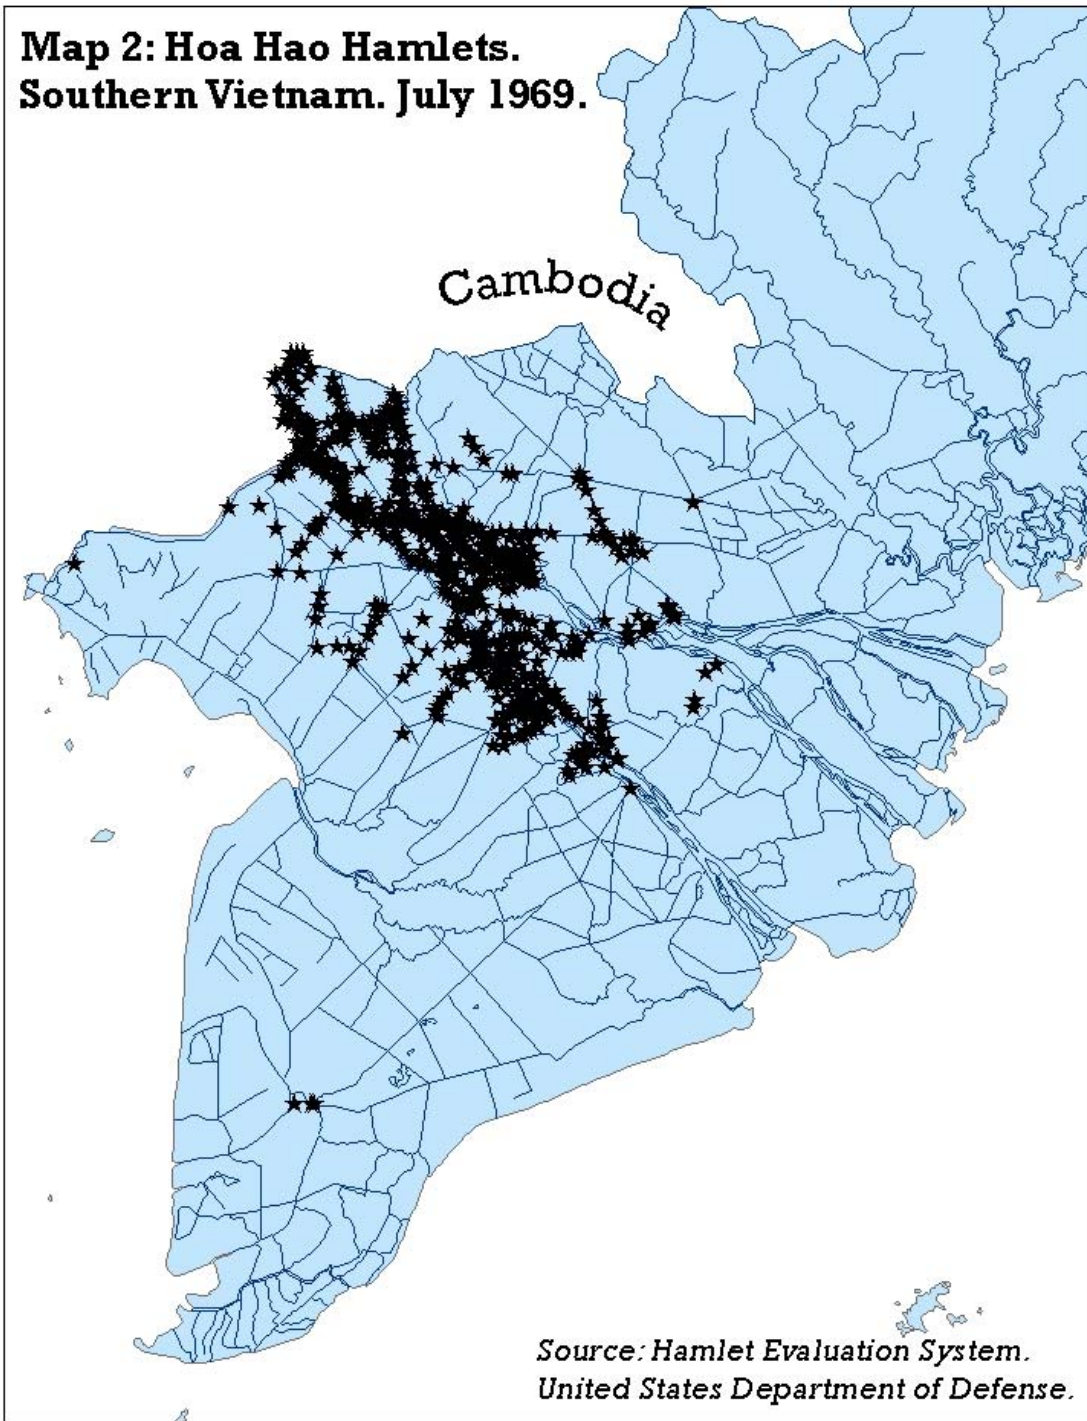 Map 2: Hoa Hao Hamlets.
Southern Vietnam. July 1969.
Cambodia
Source: Hamlet Evaluation System.
United States Department of Defense.